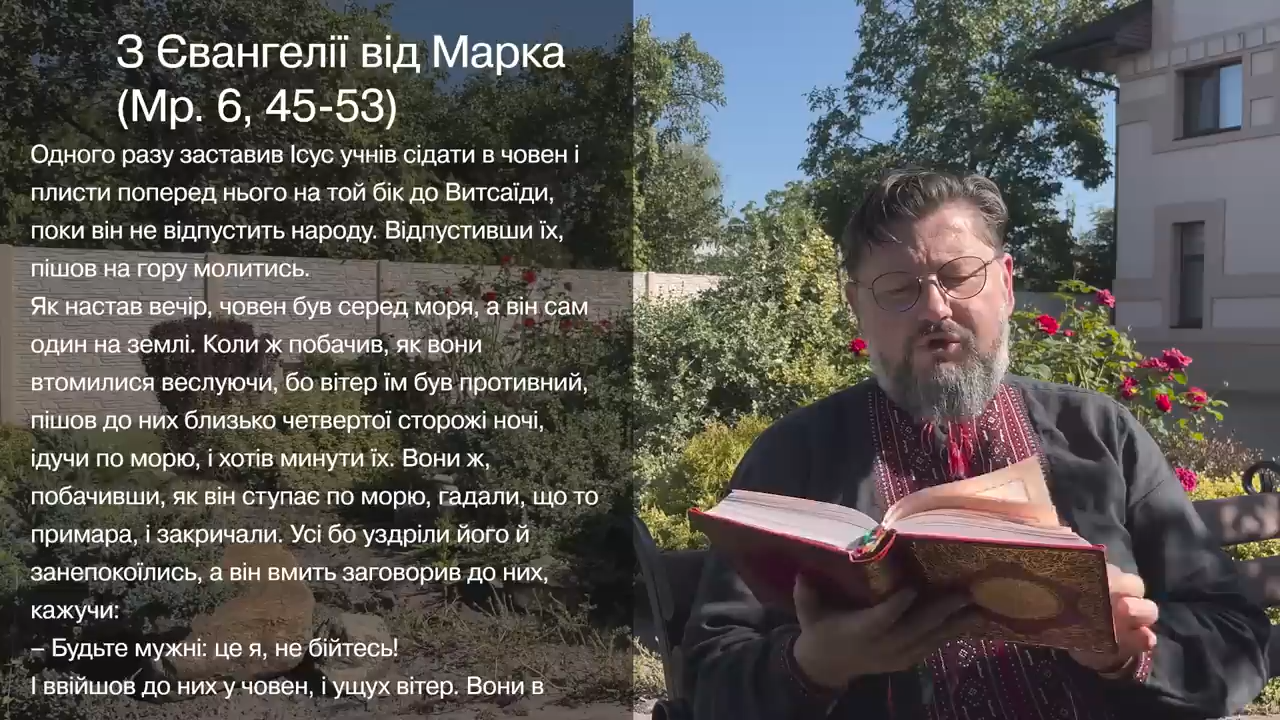 З Євангелії від Марка
(Мр. 6, 45-53)
Одного разу заставив Ісус учнів сідати в човен і
плисти поперед нього на той бік до Витсаїди,
поки він не відпустить народу. Відпустивши їх,
пішов на гору молитись.
Як настав вечір, човен був серед моря, а він сам
один на землі. Коли ж побачив, як вони
втомилися веслуючи, бо вітер їм був противний,
пішов до них близько четвертої сторожі ночі,
ідучи по морю, і хотів минути їх. Вони ж,
побачивши, як він ступає по морю, гадали, що то
примара, і закричали. Усі бо уздріли його й
занепокоїлись, а він вмить заговорив до них,
кажучи:
– Будьте мужні: це я, не бійтесь!
І ввійшов до них у човен, і ущух вітер. Вони в